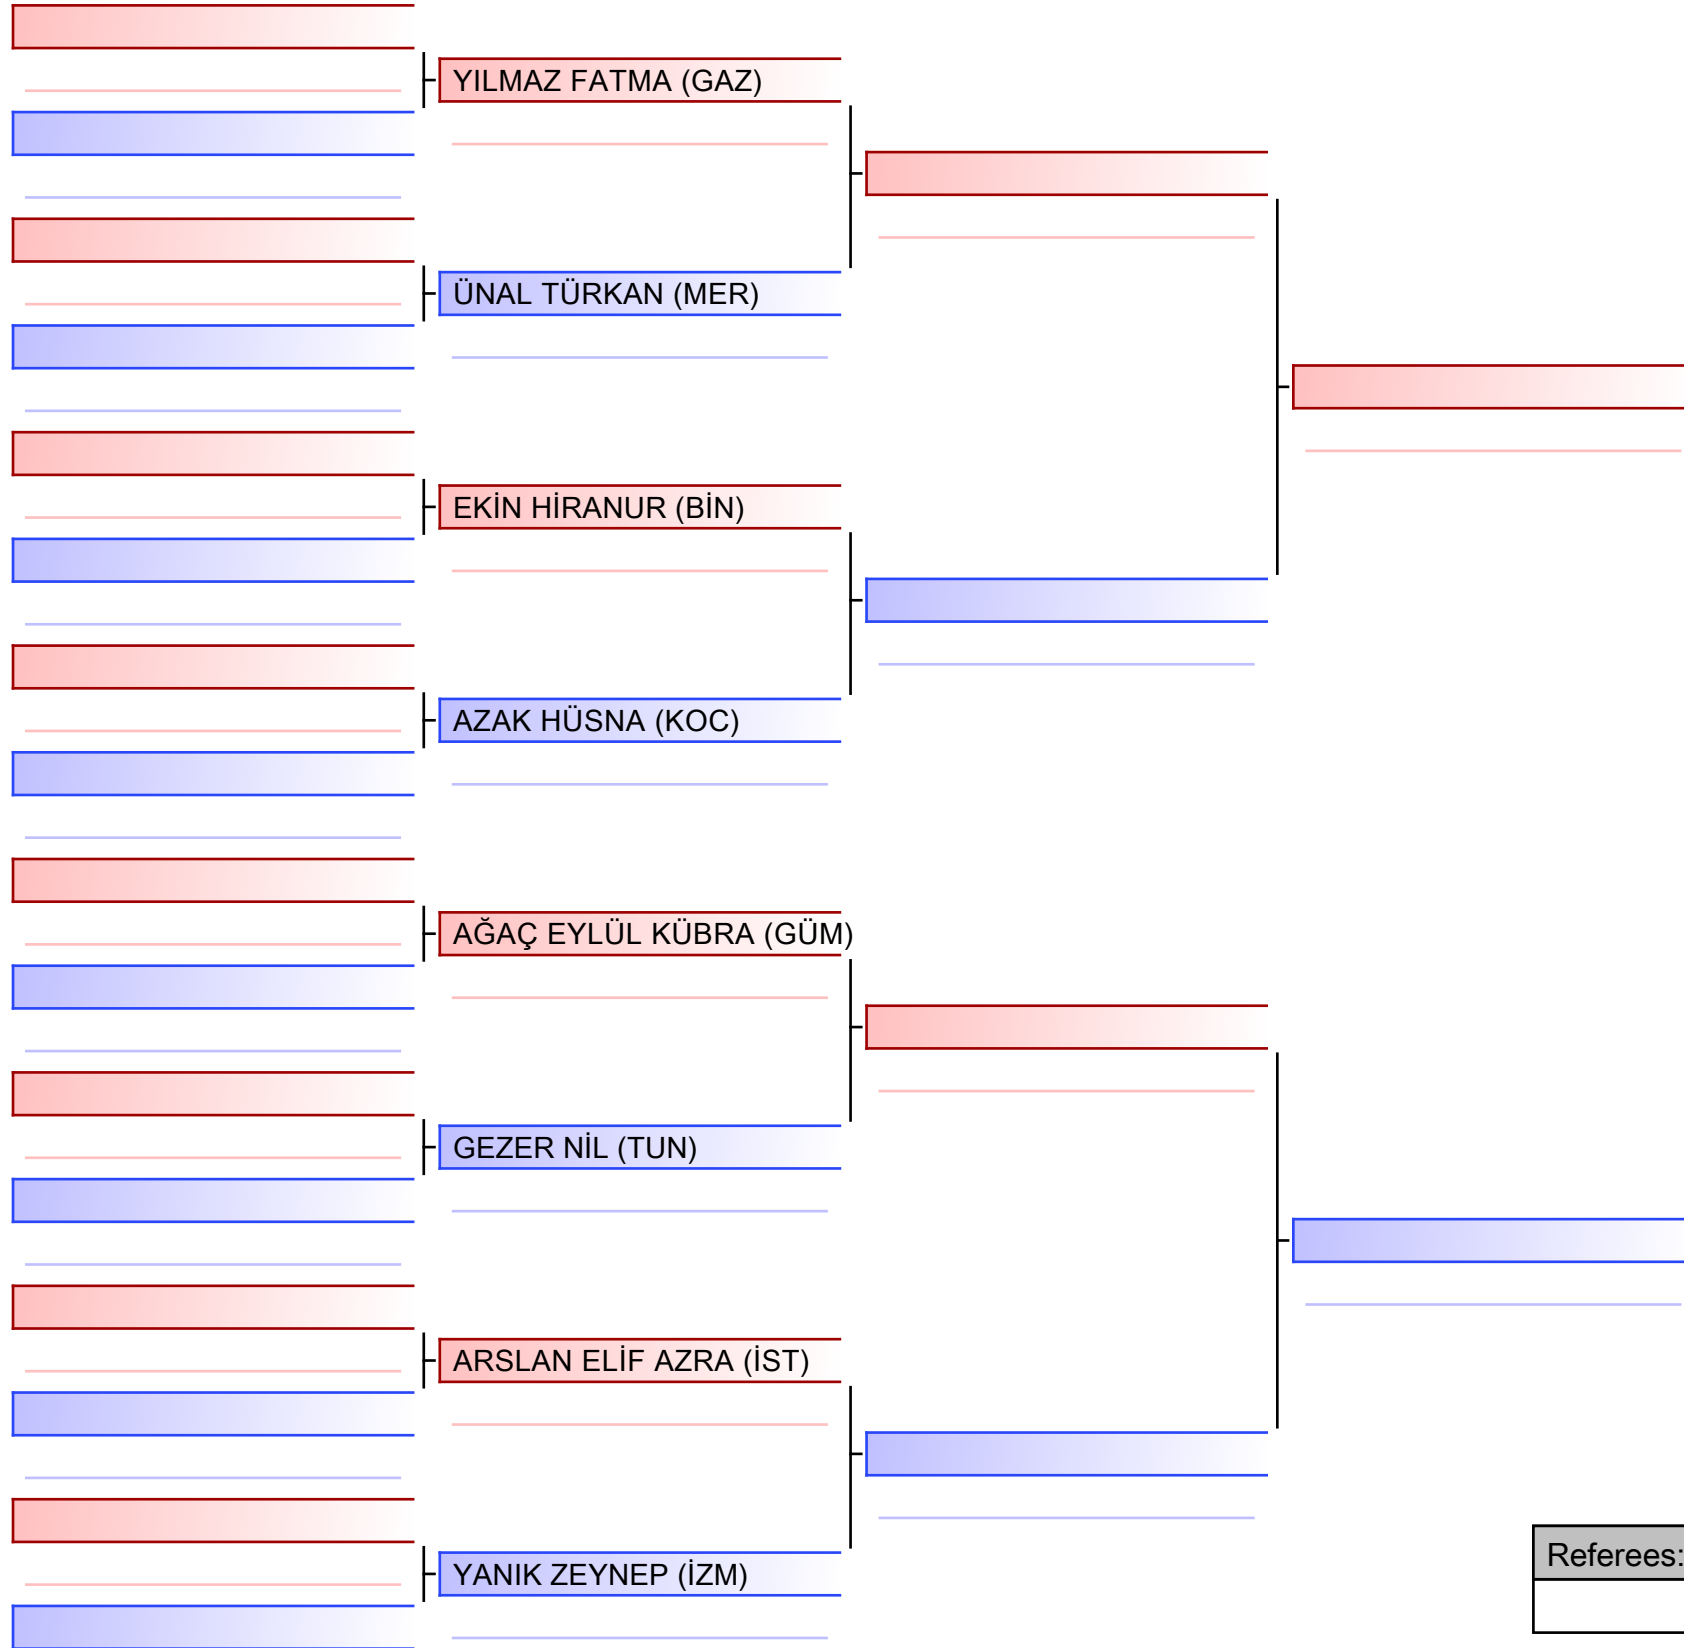 YILMAZ FATMA (GAZ)
ÜNAL TÜRKAN (MER)
EKİN HİRANUR (BİN)
AZAK HÜSNA (KOC)
AĞAÇ EYLÜL KÜBRA (GÜM)
GEZER NİL (TUN)
ARSLAN ELİF AZRA (İST)
YANIK ZEYNEP (İZM)
Referees: